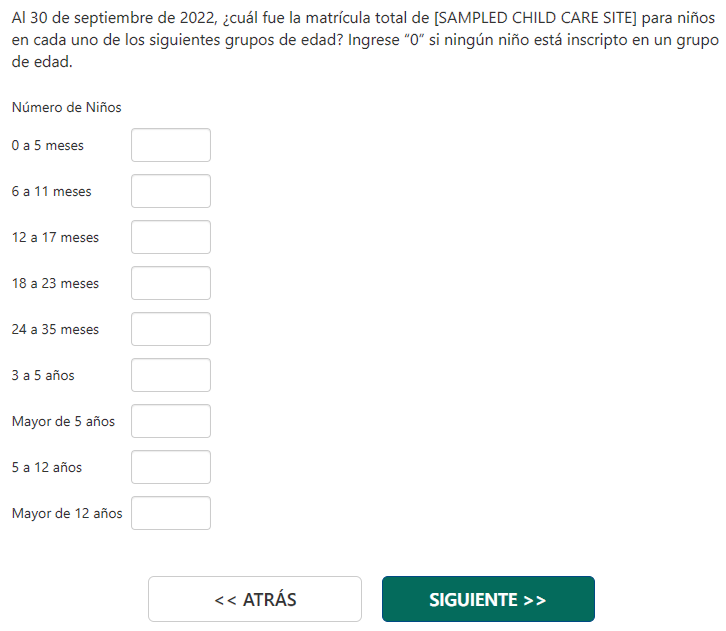 Al 30 de septiembre de 2022, ¿cuál fue la matrícula total de [SAMPLED CHILD CARE SITE] para niños
en cada uno de los siguientes grupos de edad? Ingrese “0” si ningún niño está inscripto en un grupo
de edad.
Número de Niños
0 a 5 meses
6 a 11 meses
12 a 17 meses
18 a 23 meses
24 a 35 meses
3 a 5 años
Mayor de 5 años
5 a 12 años
Mayor de 12 años
<< ATRÁS
SIGUIENTE >>